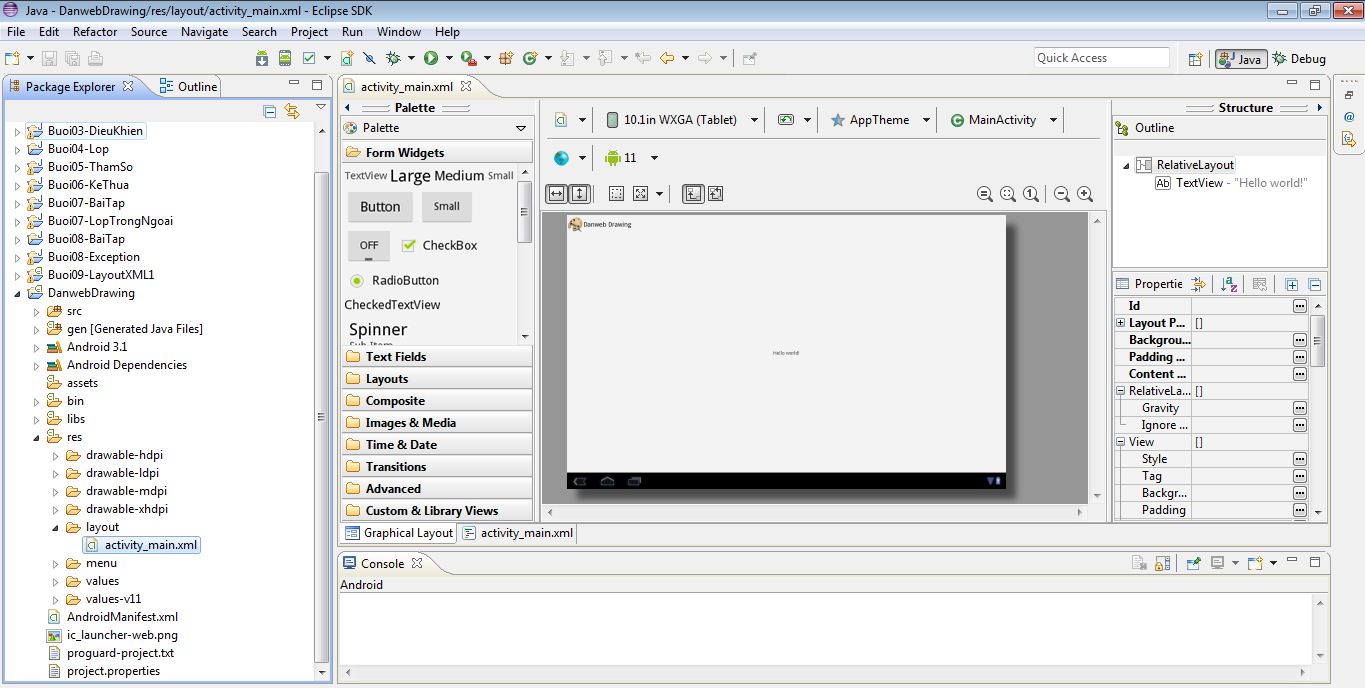 Java - DanwebDrawing/res/layout/activity_main.xml - Eclipse SDK
File Edit Refactor Source Navigate Search Project Run Window Help
Quick Access
Java
Debug
Package Explorer
Outline
Buoi03-DieuKhien
Buoi04-Lop
Buoi05-ThamSo
Buoi06-KeThua
Buoi07-BaiTap
Buoi07-LopTrongNgoai
Buoi08-BaiTap
Buoi08-Exception
Buoi09-LayoutXML1
DanwebDrawing
src
gen [Generated Java Files]
Android 3.1
Android Dependencies
assets
bin
libs
res
drawable-hdpi
drawable-ldpi
drawable-mdpi
drawable-xhdpi
layout
activity_main.xml
menu
values
values-v11
AndroidManifest.xml
ic_launcher-web.png
proguard-project.txt
project.properties
activity_main.xml
Palette
Palette
Form Widgets
TextView Large Medium Small
Button Small
OFF CheckBox
RadioButton
CheckedTextView
Spinner
Sub Item
Text Fields
Layouts
Composite
Images & Media
Time & Date
Transitions
Advanced
Custom & Library Views
10.1in WXGA (Tablet) AppTheme MainActivity
11
1
Danweb Drawing
Hello world!
Graphical Layout activity_main.xml
Structure
Outline
RelativeLayout
Ab TextView - "Hello world!"
Propertie
Id
Layout P... []
Backgrou...
Padding ...
Content ...
RelativeLa... []
Gravity
Ignore ...
View []
Style
Tag
Backgr...
Padding
Console
Android